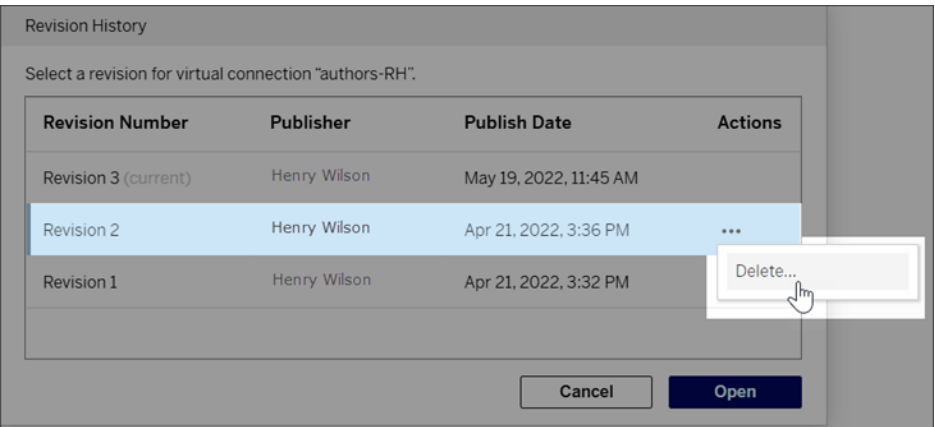 Revision History
Select a revision for virtual connection “authors-RH”.
Revision Number Publisher Publish Date Actions
Revision 3 (current) Henry Wilson May 19, 2022, 11:45 AM
Revision 2 Henry Wilson Apr 21, 2022, 3:36 PM •••
Delete...
Revision 1 Henry Wilson Apr 21, 2022, 3:32 PM
Cancel Open